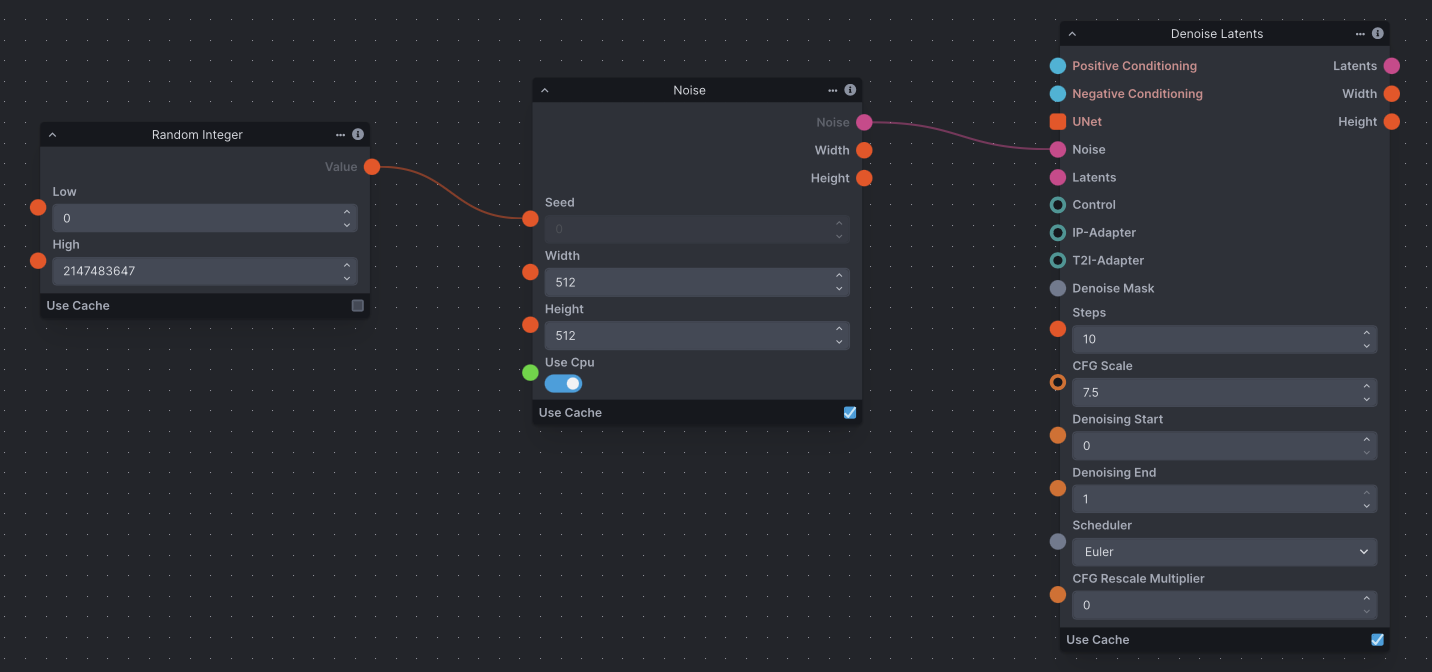 Random Integer
Value
Low
0
High
2147483647
Use Cache
Noise
Noise
Width
Height
Seed
0
Width
512
Height
512
Use Cpu
Use Cache
Denoise Latents
Positive Conditioning Latents
Negative Conditioning Width
UNet Height
Noise
Latents
Control
IP-Adapter
T2I-Adapter
Denoise Mask
Steps
10
CFG Scale
7.5
Denoising Start
0
Denoising End
1
Scheduler
Euler
CFG Rescale Multiplier
0
Use Cache